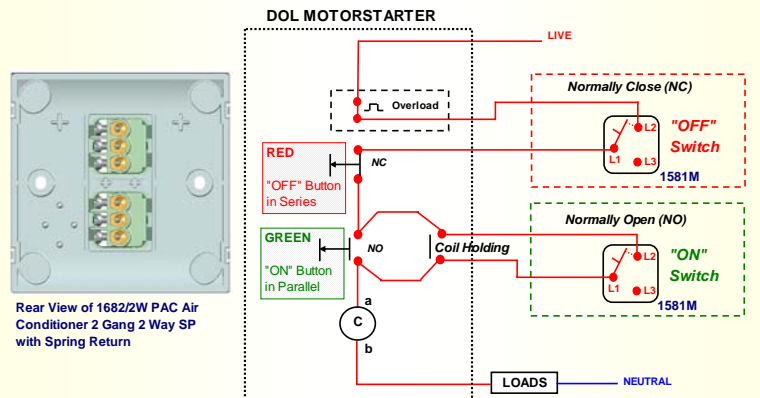 DOL MOTORSTARTER
LIVE
Overload
Normally Close (NC)
L2
L1
L3
"OFF"
Switch
1581M
RED
NC
"OFF" Button
in Series
GREEN
NO
"ON" Button
in Parallel
Coil Holding
Normally Open (NO)
L2
L1
L3
"ON"
Switch
1581M
a
C
b
LOADS
NEUTRAL
Rear View of 1682/2W PAC Air
Conditioner 2 Gang 2 Way SP
with Spring Return